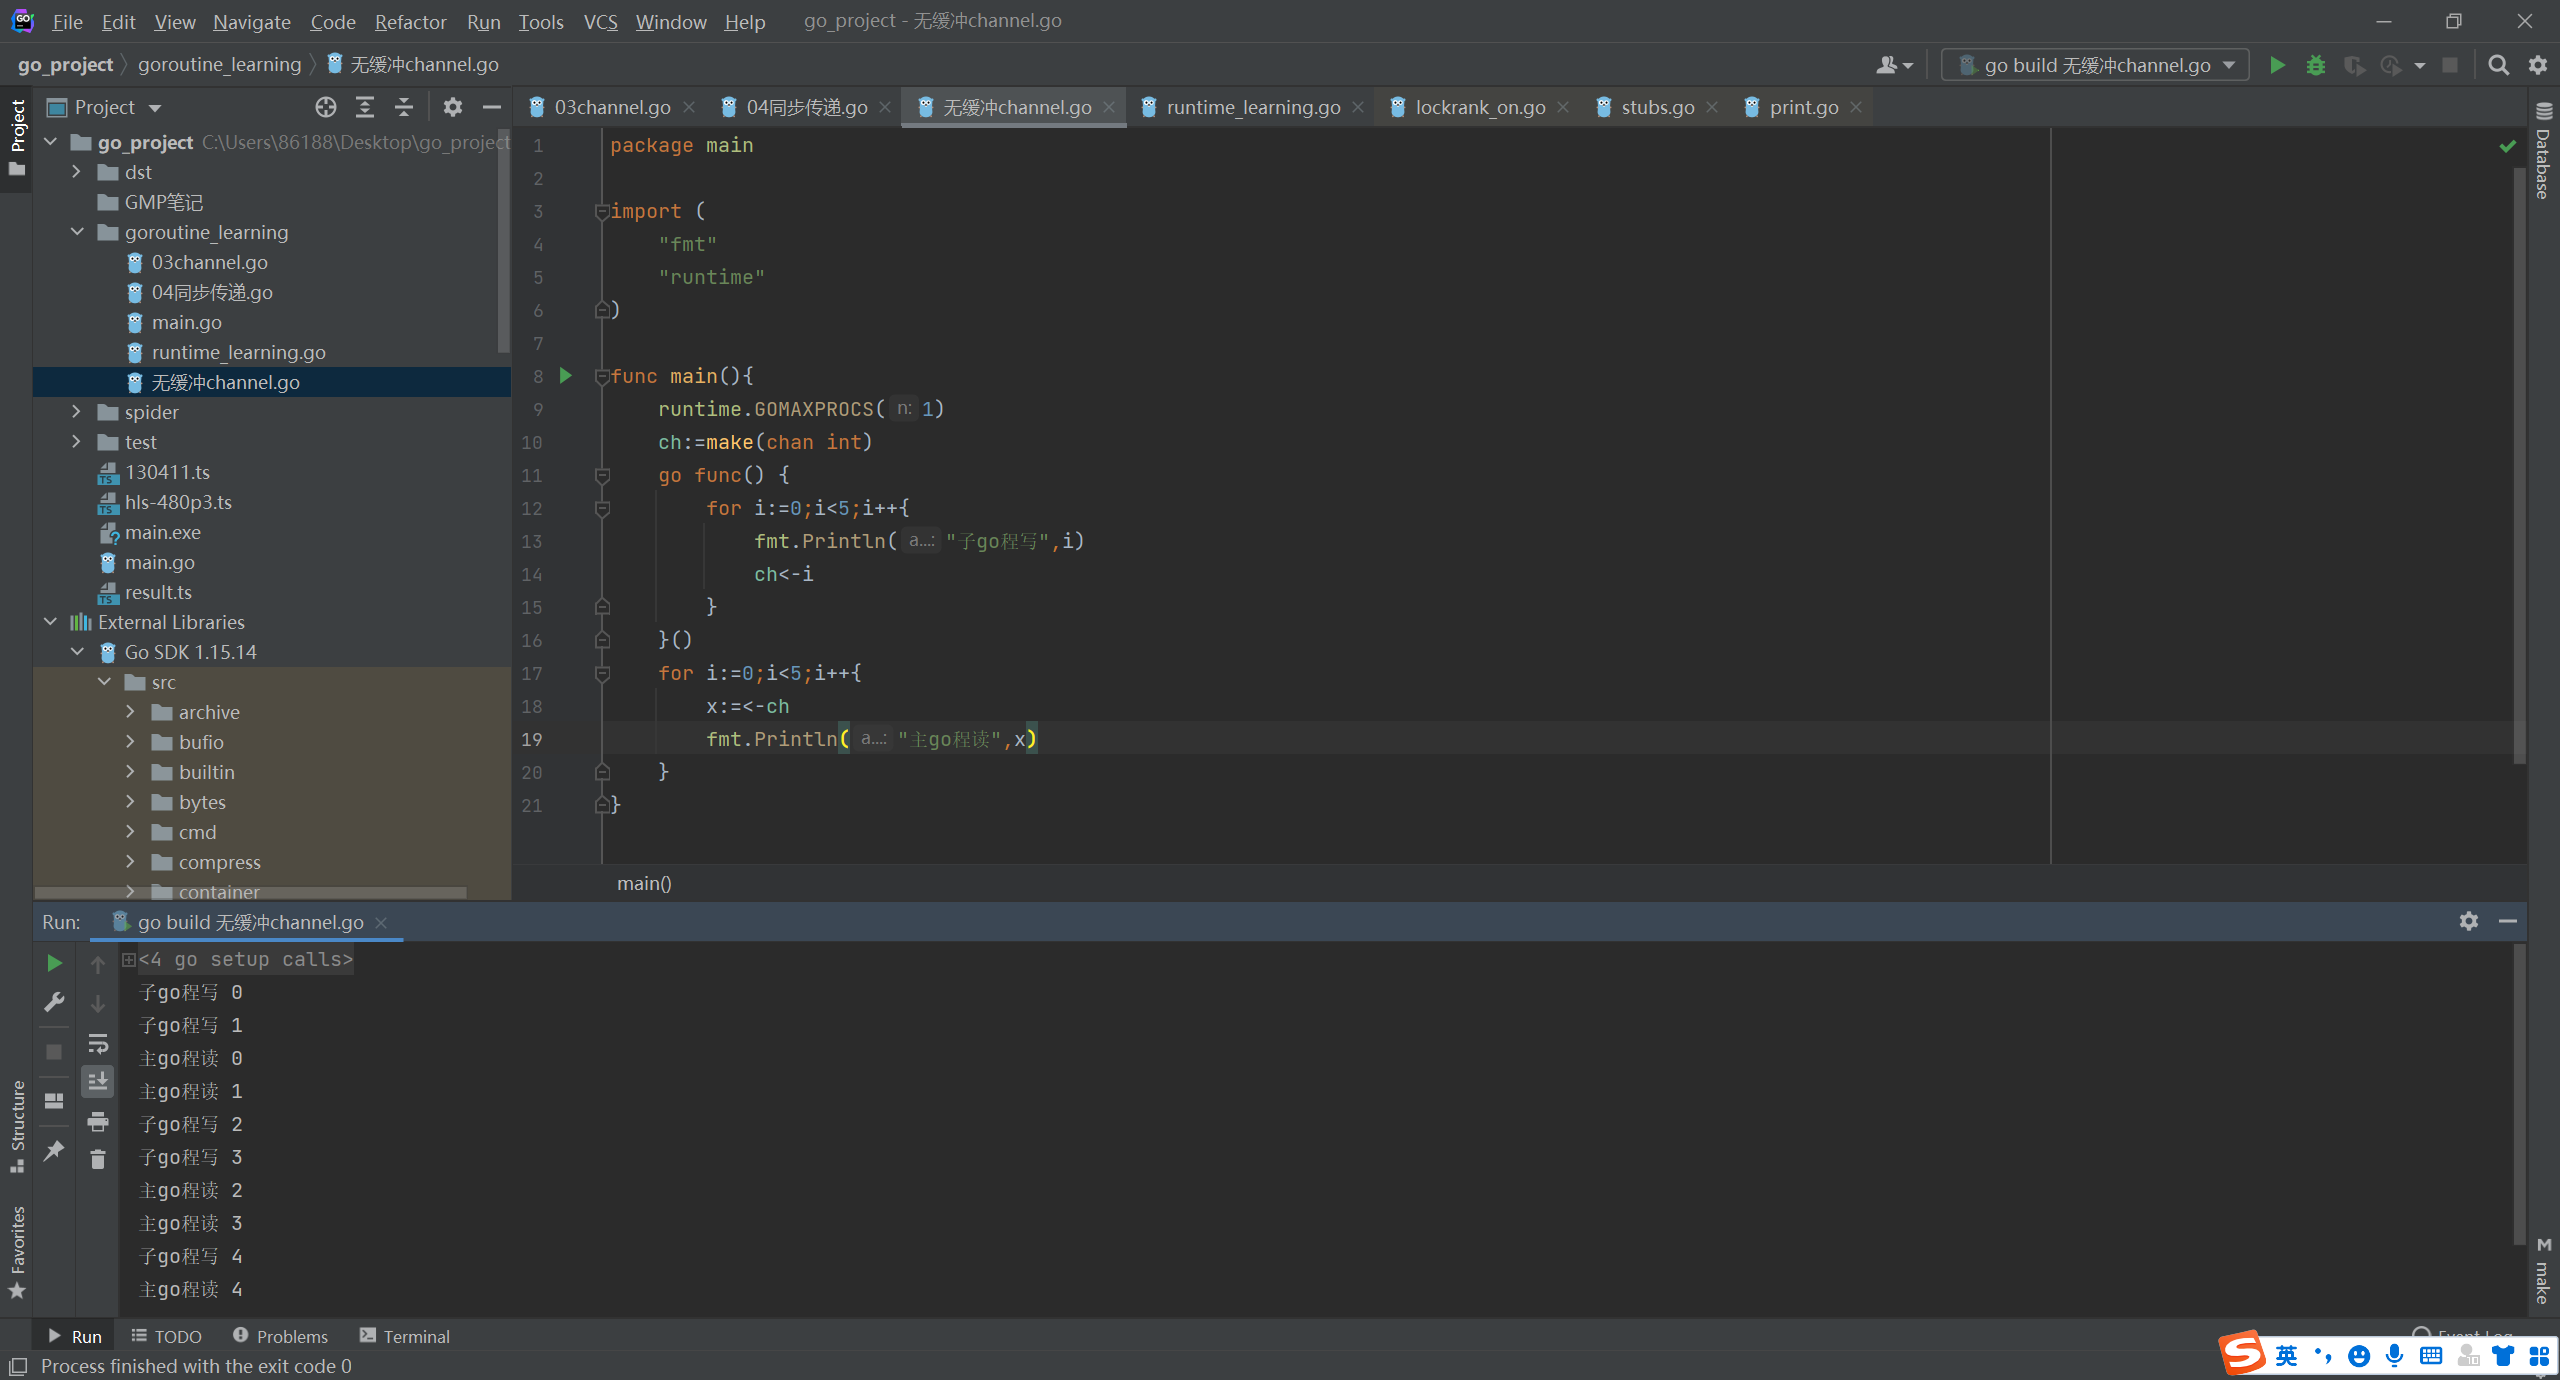 File Edit View Navigate Code Refactor Run Tools VCS Window Help go_project - 无缓冲channel.go
go_project goroutine_learning 无缓冲channel.go
go build 无缓冲channel.go
Project
03channel.go 04同步传递.go 无缓冲channel.go runtime_learning.go lockrank_on.go stubs.go print.go
Project
go_project C:\Users\86188\Desktop\go_project
dst
GMP笔记
goroutine_learning
03channel.go
04同步传递.go
main.go
runtime_learning.go
无缓冲channel.go
spider
test
130411.ts
hls-480p3.ts
main.exe
main.go
result.ts
External Libraries
Go SDK 1.15.14
src
archive
bufio
builtin
bytes
cmd
compress
container
1 package main
2
3 import (
4 "fmt"
5 "runtime"
6 )
7
8 func main(){
9 runtime.GOMAXPROCS( n: 1)
10 ch:=make(chan int)
11 go func() {
12 for i:=0;i<5;i++{
13 fmt.Println( a...: "子go程写",i)
14 ch<-i
15 }
16 }()
17 for i:=0;i<5;i++{
18 x:=<-ch
19 fmt.Println( a...: "主go程读",x)
20 }
21 }
main()
Database
Run: go build 无缓冲channel.go
<4 go setup calls>
子go程写 0
子go程写 1
主go程读 0
主go程读 1
子go程写 2
子go程写 3
主go程读 2
主go程读 3
子go程写 4
主go程读 4
Structure
Favorites
make
Run TODO Problems Terminal Event Log
Process finished with the exit code 0
英